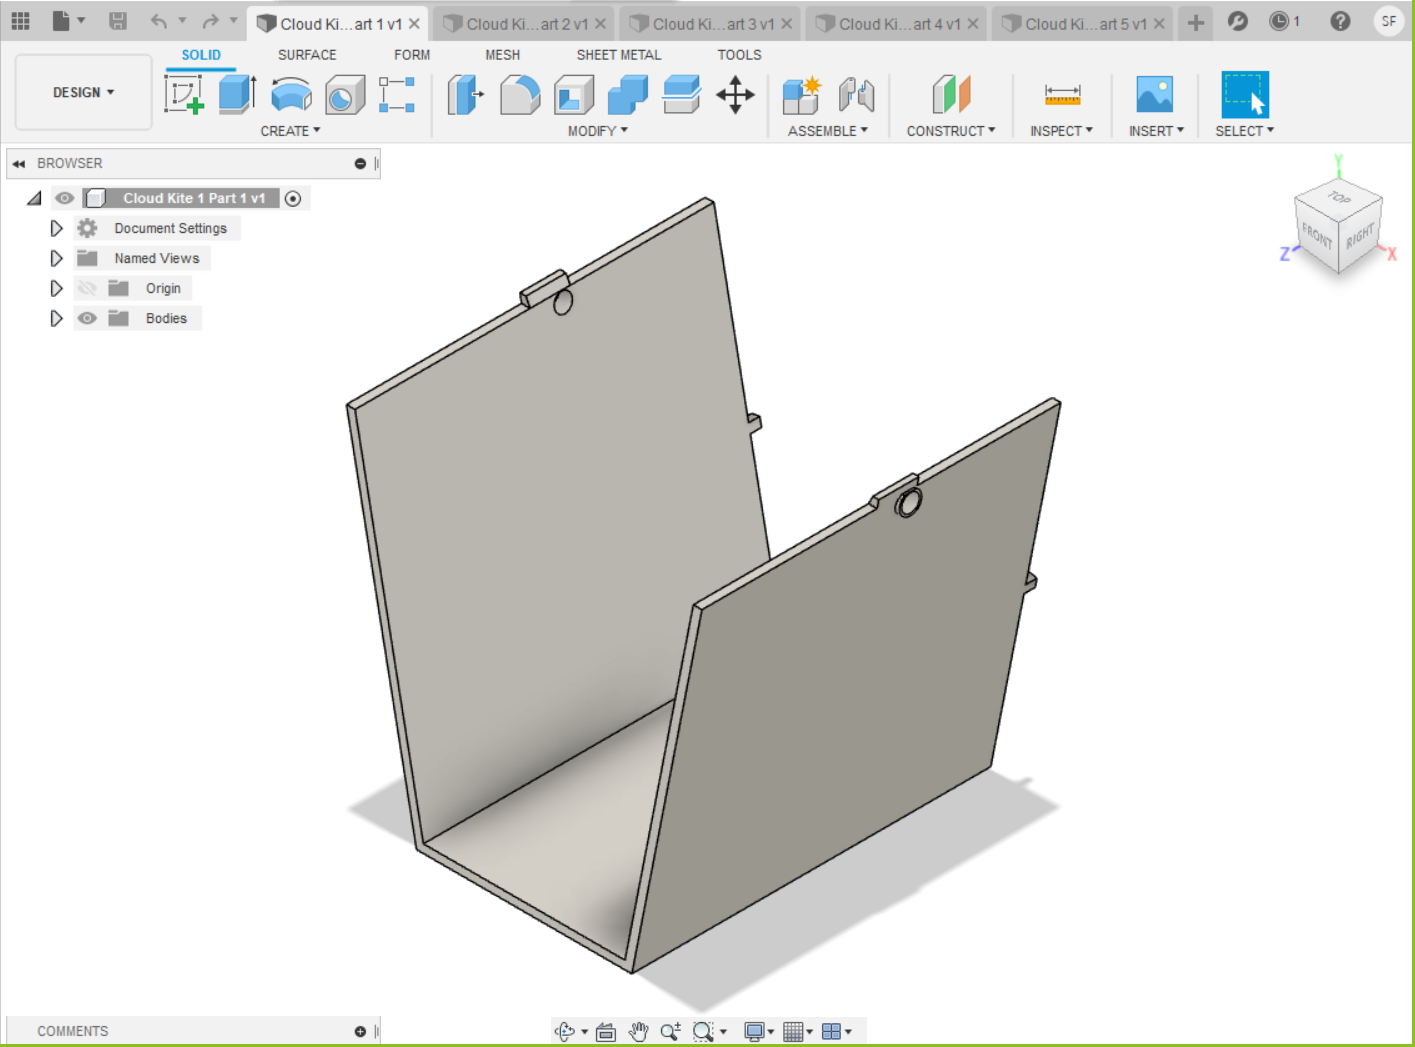 Cloud Ki...art 1 v1
Cloud Ki...art 2 v1
Cloud Ki...art 3 v1
Cloud Ki...art 4 v1
Cloud Ki...art 5 v1
1
SF
SOLID
SURFACE
FORM
MESH
SHEET METAL
TOOLS
DESIGN
CREATE
MODIFY
ASSEMBLE
CONSTRUCT
INSPECT
INSERT
SELECT
BROWSER
Cloud Kite 1 Part 1 v1
Document Settings
Named Views
Origin
Bodies
Y
TOP
FRONT
RIGHT
Z
X
COMMENTS